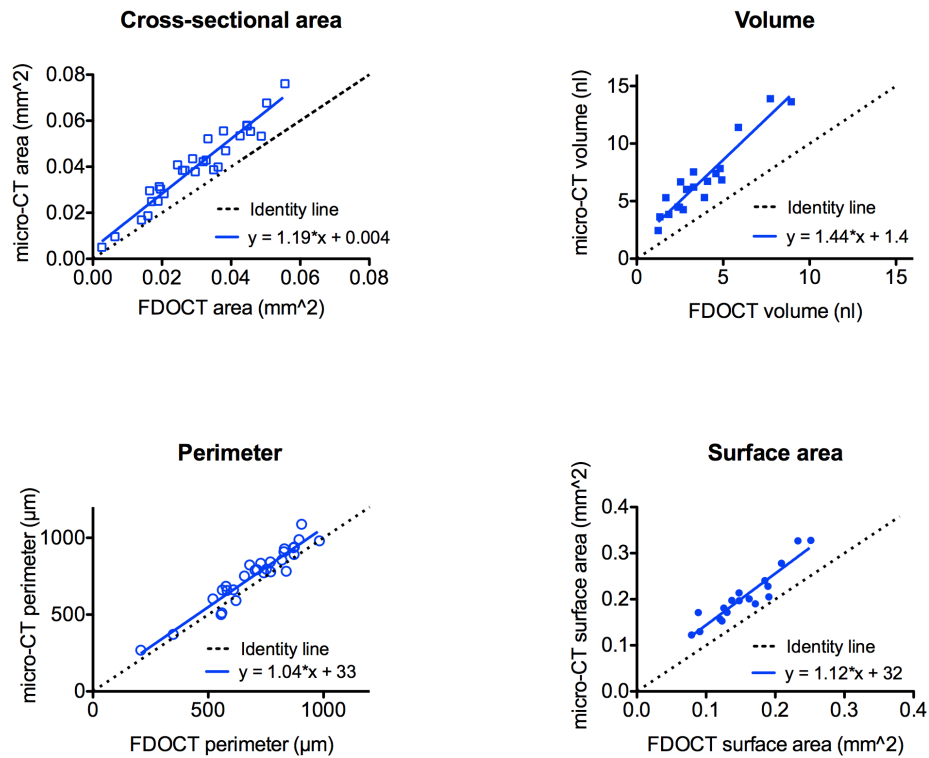 Cross-sectional area
micro-CT area (mm^2)
0.08
0.06
0.04
0.02
0.00
0.00 0.02 0.04 0.06 0.08
FDOCT area (mm^2)
Identity line
y = 1.19*x + 0.004
Volume
micro-CT volume (nl)
15
10
5
0
0 5 10 15
FDOCT volume (nl)
Identity line
y = 1.44*x + 1.4
Perimeter
micro-CT perimeter (µm)
1000
500
0
0 500 1000
FDOCT perimeter (µm)
Identity line
y = 1.04*x + 33
Surface area
micro-CT surface area (mm^2)
0.4
0.3
0.2
0.1
0.0
0.0 0.1 0.2 0.3 0.4
FDOCT surface area (mm^2)
Identity line
y = 1.12*x + 32